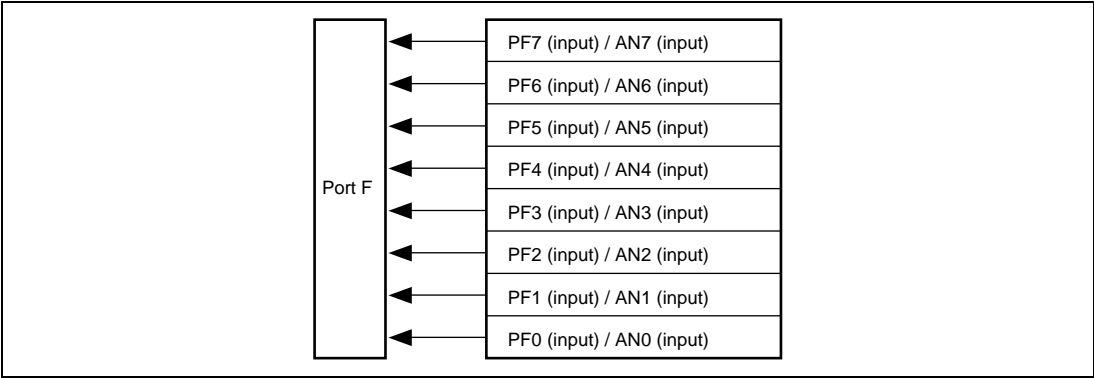 Port F
PF7 (input) / AN7 (input)
PF6 (input) / AN6 (input)
PF5 (input) / AN5 (input)
PF4 (input) / AN4 (input)
PF3 (input) / AN3 (input)
PF2 (input) / AN2 (input)
PF1 (input) / AN1 (input)
PF0 (input) / AN0 (input)